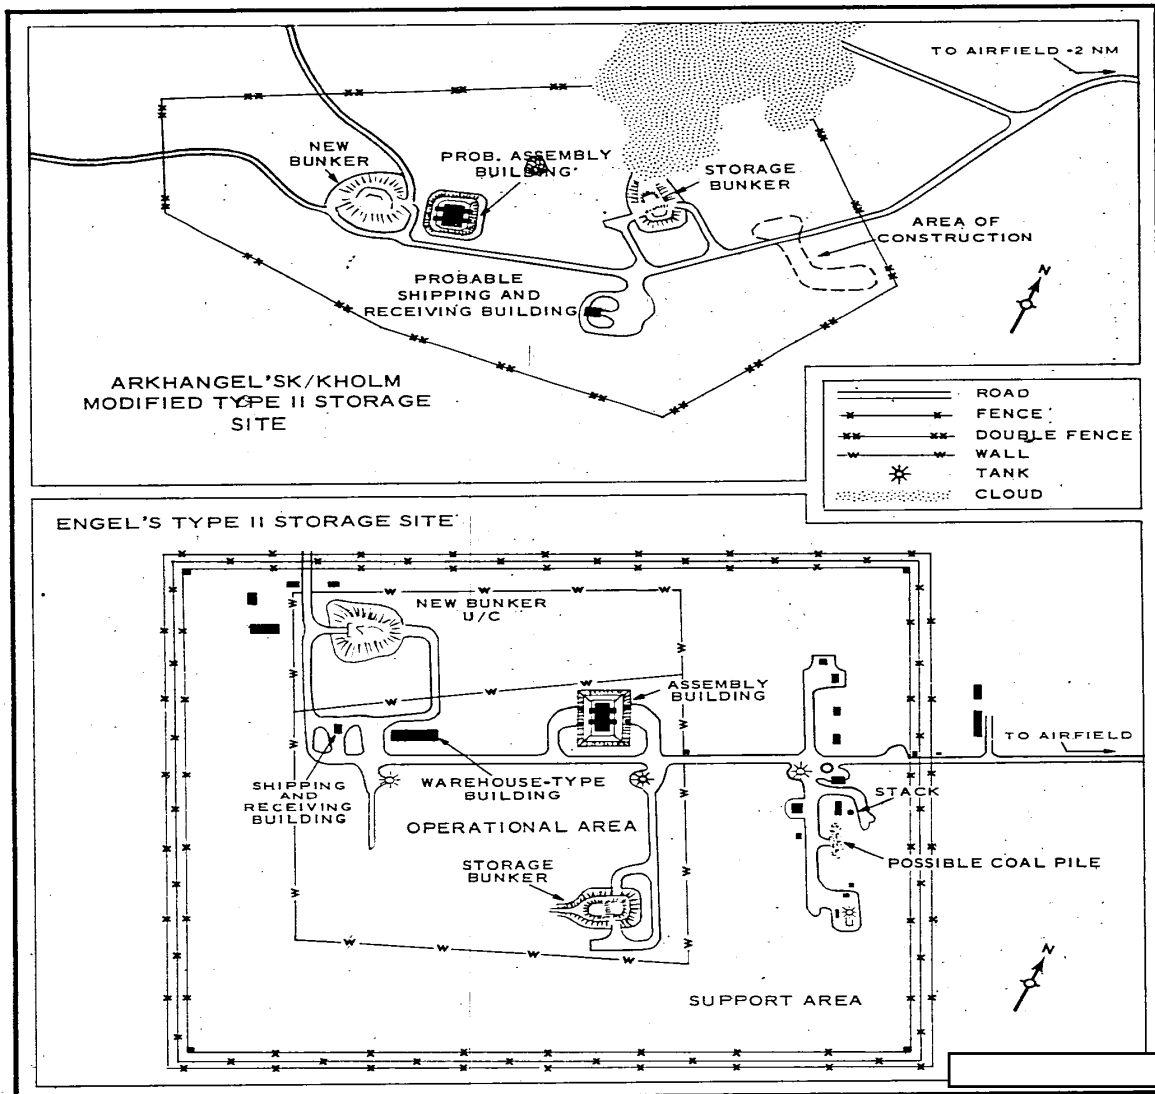 TO AIRFIELD -2 NM
N
NEW
BUNKER
PROB. ASSEMBLY
BUILDING
STORAGE
BUNKER
AREA OF
CONSTRUCTION
PROBABLE
SHIPPING AND
RECEIVING BUILDING
N
ARKHANGEL'SK/KHOLM
MODIFIED TYPE II STORAGE
SITE
ROAD
FENCE
DOUBLE FENCE
WALL
TANK
CLOUD
ENGEL'S TYPE II STORAGE SITE
NEW BUNKER
U/C
ASSEMBLY
BUILDING
TO AIRFIELD
SHIPPING
AND
RECEIVING
BUILDING
WAREHOUSE-TYPE
BUILDING
STACK
OPERATIONAL AREA
POSSIBLE COAL PILE
STORAGE
BUNKER
N
SUPPORT AREA